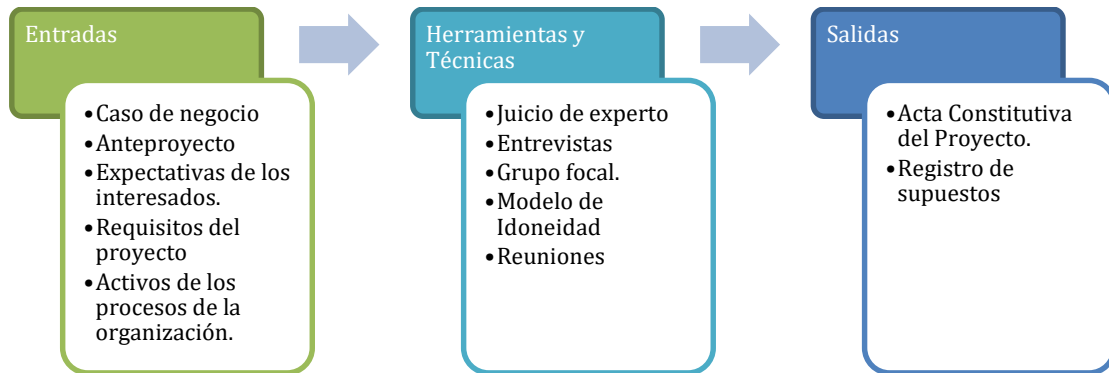 Entradas
•Caso de negocio
•Anteproyecto
•Expectativas de los
interesados.
•Requisitos del
proyecto
•Activos de los
procesos de la
organización.
Herramientas y
Técnicas
•Juicio de experto
•Entrevistas
•Grupo focal.
•Modelo de
Idoneidad
•Reuniones
Salidas
•Acta Constitutiva
del Proyecto.
•Registro de
supuestos